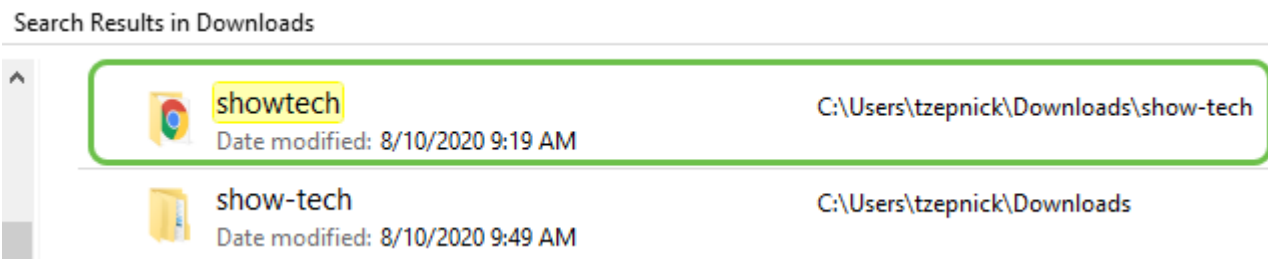 Search Results in Downloads
showtech C:\Users\tzepnick\Downloads\show-tech
Date modified: 8/10/2020 9:19 AM
show-tech C:\Users\tzepnick\Downloads
Date modified: 8/10/2020 9:49 AM